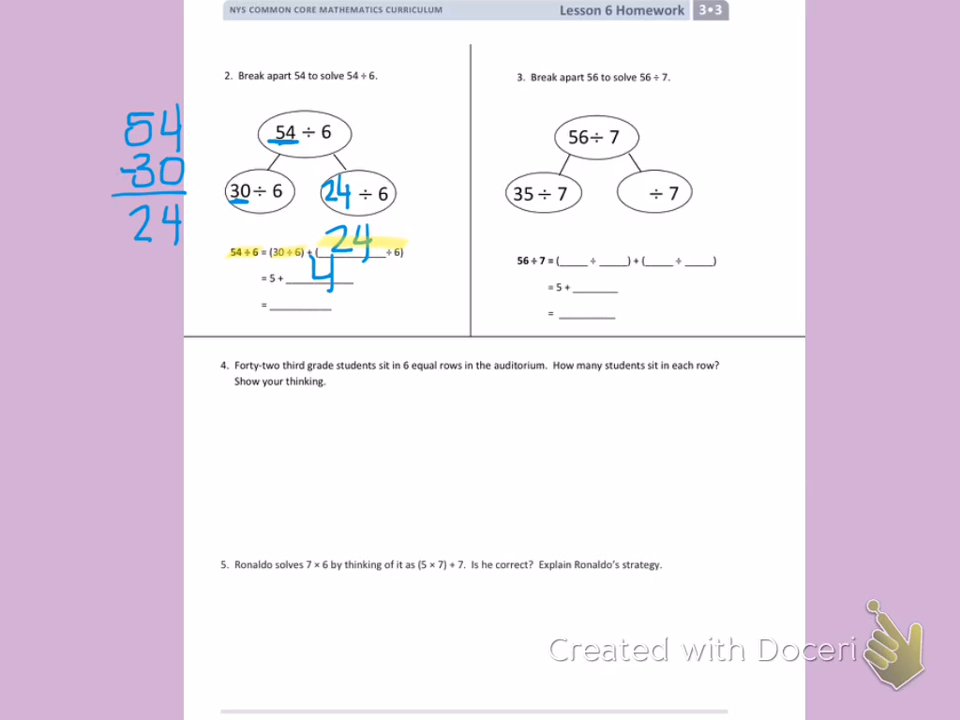 NYS COMMON CORE MATHEMATICS CURRICULUM
Lesson 6 Homework 3•3
2. Break apart 54 to solve 54 ÷ 6.
54 ÷ 6
30 ÷ 6
24 ÷ 6
54
-30
24
54 ÷ 6 = (30 ÷ 6) + (24 ÷ 6)
= 5 + 4
= ____________
3. Break apart 56 to solve 56 ÷ 7.
56÷ 7
35 ÷ 7
÷ 7
56 ÷ 7 = (_____ ÷ _____) + (_____ ÷ _____)
= 5 + ________
= __________
4. Forty-two third grade students sit in 6 equal rows in the auditorium. How many students sit in each row?
Show your thinking.
5. Ronaldo solves 7 × 6 by thinking of it as (5 × 7) + 7. Is he correct? Explain Ronaldo's strategy.
Created with Doceri